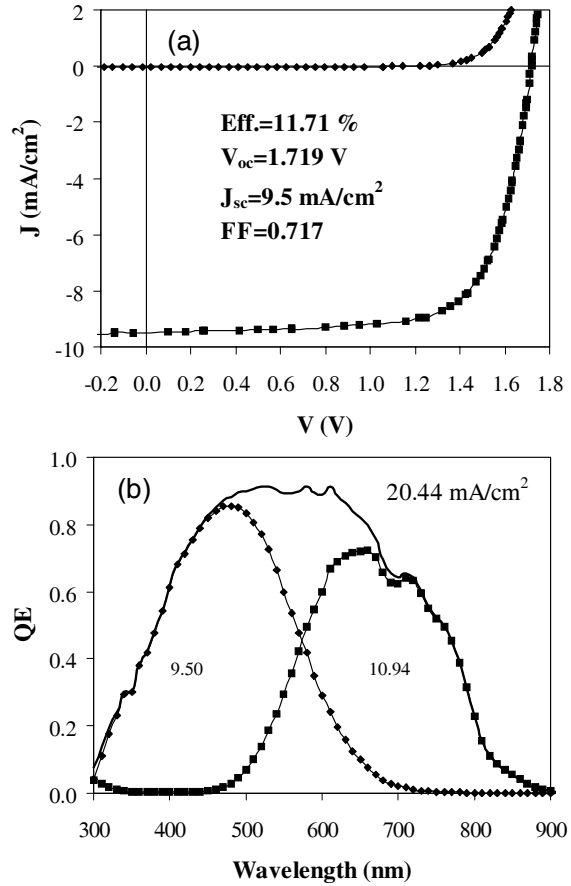 (a)
2
0
-2
-4
-6
-8
-10
J (mA/cm²)
Eff.=11.71 %
Voc=1.719 V
Jsc=9.5 mA/cm²
FF=0.717
-0.2 0.0 0.2 0.4 0.6 0.8 1.0 1.2 1.4 1.6 1.8
V (V)
(b)
20.44 mA/cm²
1.0
0.8
0.6
0.4
0.2
0.0
QE
9.50
10.94
300 400 500 600 700 800 900
Wavelength (nm)